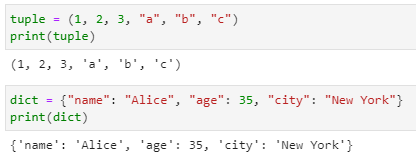 tuple = (1, 2, 3, "a", "b", "c")
print(tuple)
(1, 2, 3, 'a', 'b', 'c')
dict = {"name": "Alice", "age": 35, "city": "New York"}
print(dict)
{'name': 'Alice', 'age': 35, 'city': 'New York'}